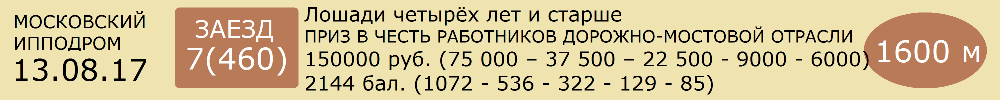 МОСКОВСКИЙ
ИППОДРОМ
13.08.17
ЗАЕЗД
7(460)
Лошади четырёх лет и старше
ПРИЗ В ЧЕСТЬ РАБОТНИКОВ ДОРОЖНО-МОСТОВОЙ ОТРАСЛИ
150000 руб. (75 000 – 37 500 – 22 500 - 9000 - 6000)
2144 бал. (1072 - 536 - 322 - 129 - 85)
1600 м